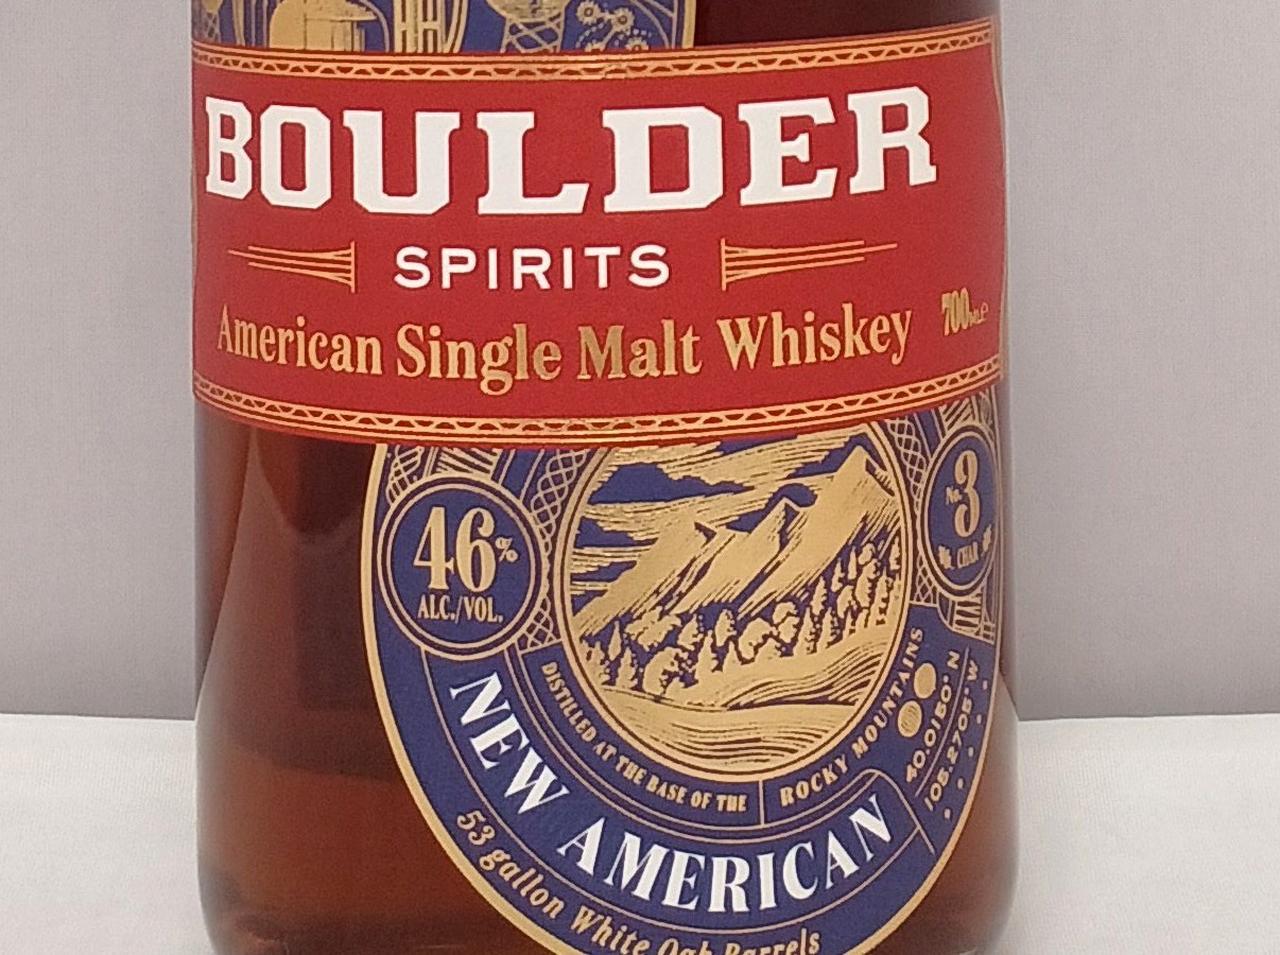 BOULDER
SPIRITS
American Single Malt Whiskey 700ML℮
46%
ALC./VOL.
No. 3
CHAR
DISTILLED AT THE BASE OF THE ROCKY MOUNTAINS
40.0150° N
105.2705° W
NEW AMERICAN
53 gallon White Oak Barrels